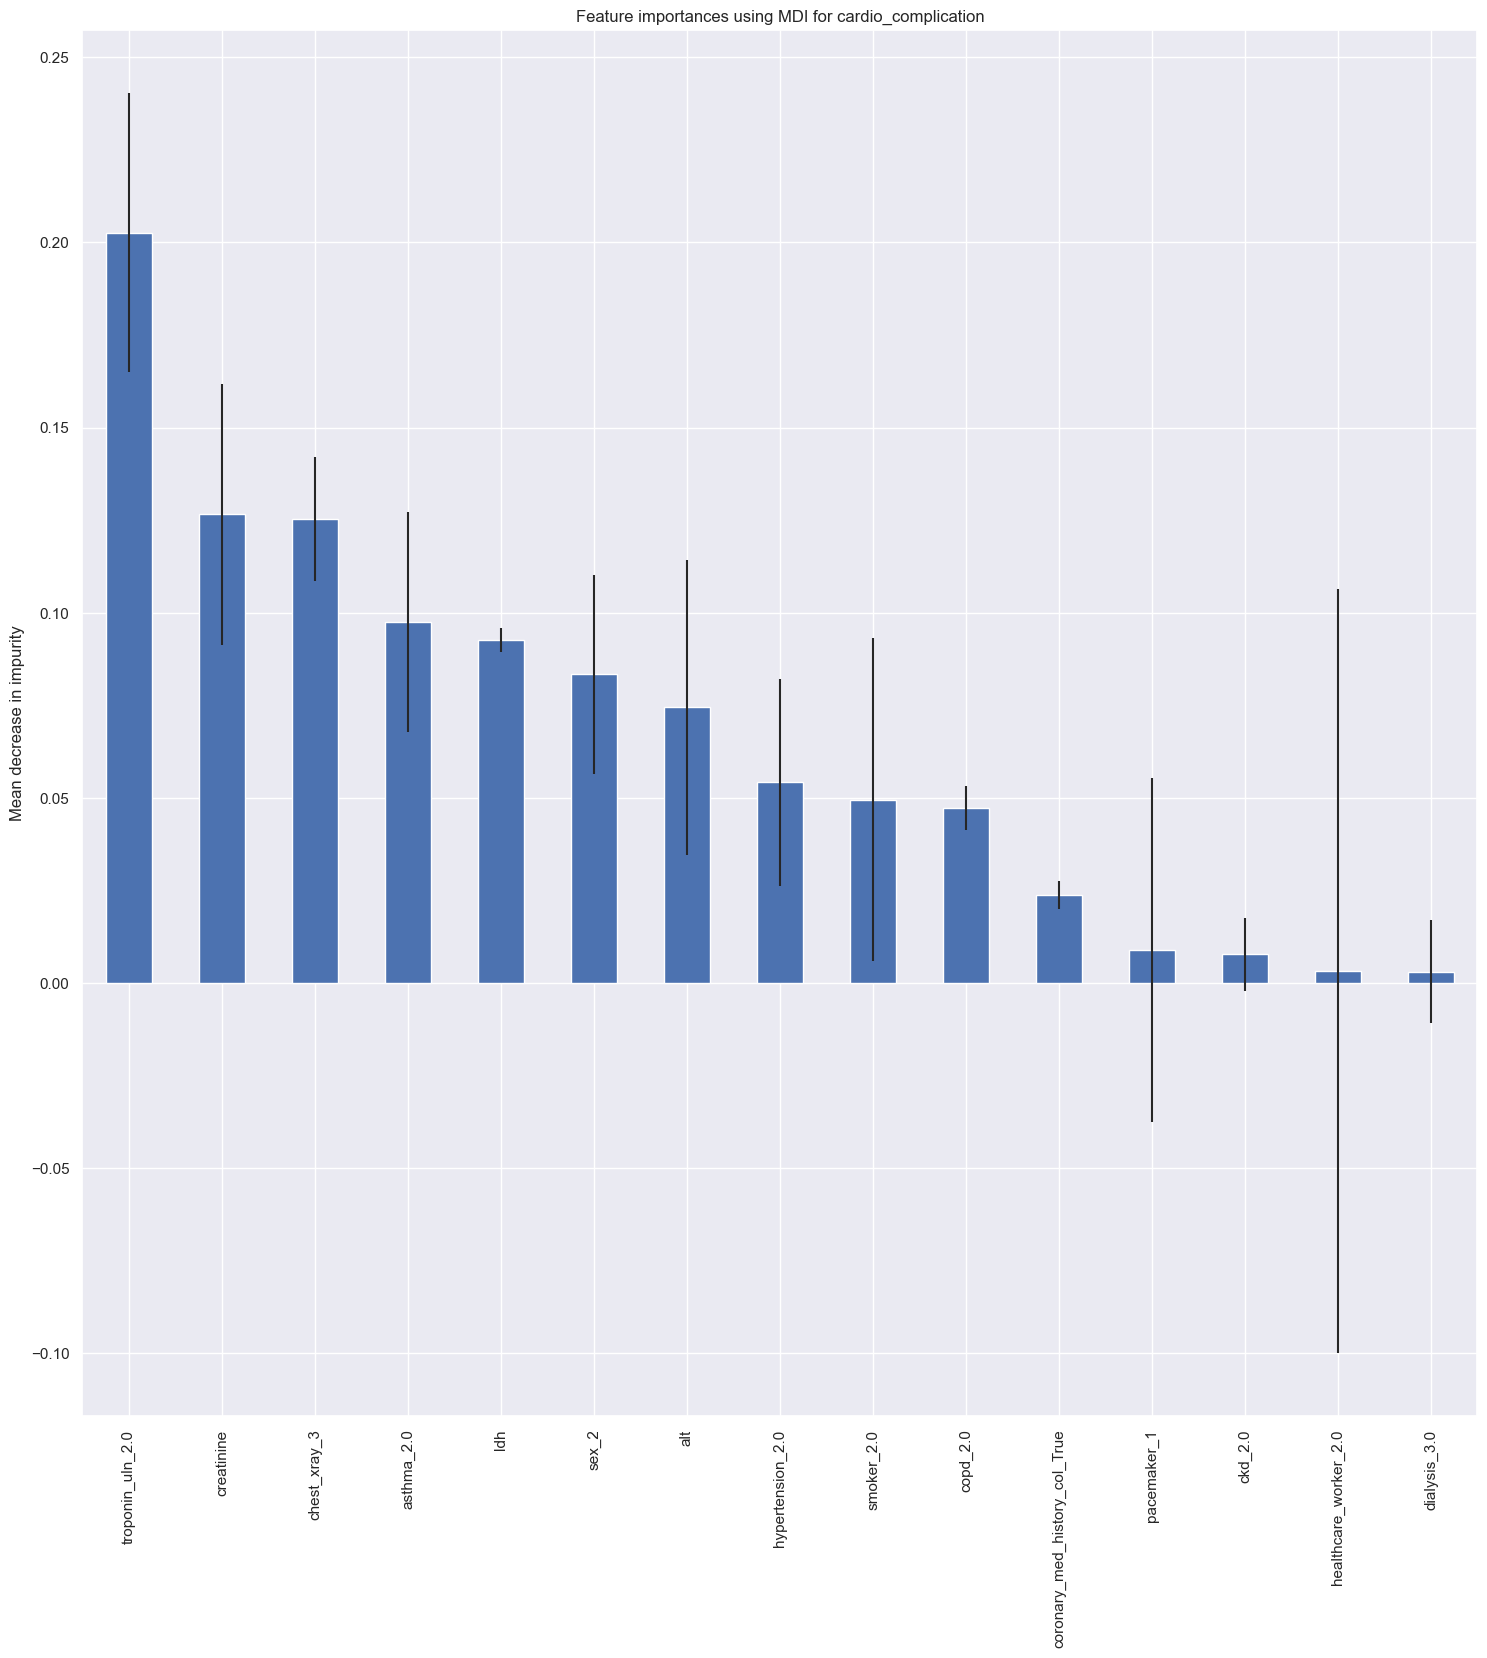 Feature importances using MDI for cardio_complication
Mean decrease in impurity
0.25
0.20
0.15
0.10
0.05
0.00
−0.05
−0.10
troponin_uln_2.0
creatinine
chest_xray_3
asthma_2.0
ldh
sex_2
alt
hypertension_2.0
smoker_2.0
copd_2.0
coronary_med_history_col_True
pacemaker_1
ckd_2.0
healthcare_worker_2.0
dialysis_3.0